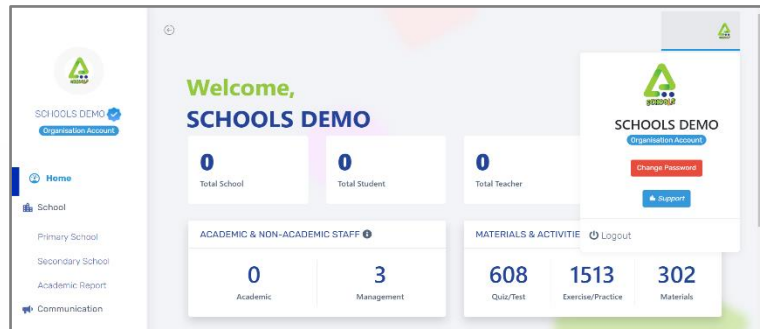 SCHOOLS DEMO
Organisation Account
Home
School
Primary School
Secondary School
Academic Report
Communication
Welcome,
SCHOOLS DEMO
0
Total School
0
Total Student
0
Total Teacher
ACADEMIC & NON-ACADEMIC STAFF
0
Academic
3
Management
MATERIALS & ACTIVITIE
608
Quiz/Test
1513
Exercise/Practice
302
Materials
SCHOOLS
SCHOOLS DEMO
Organisation Account
Change Password
Support
Logout